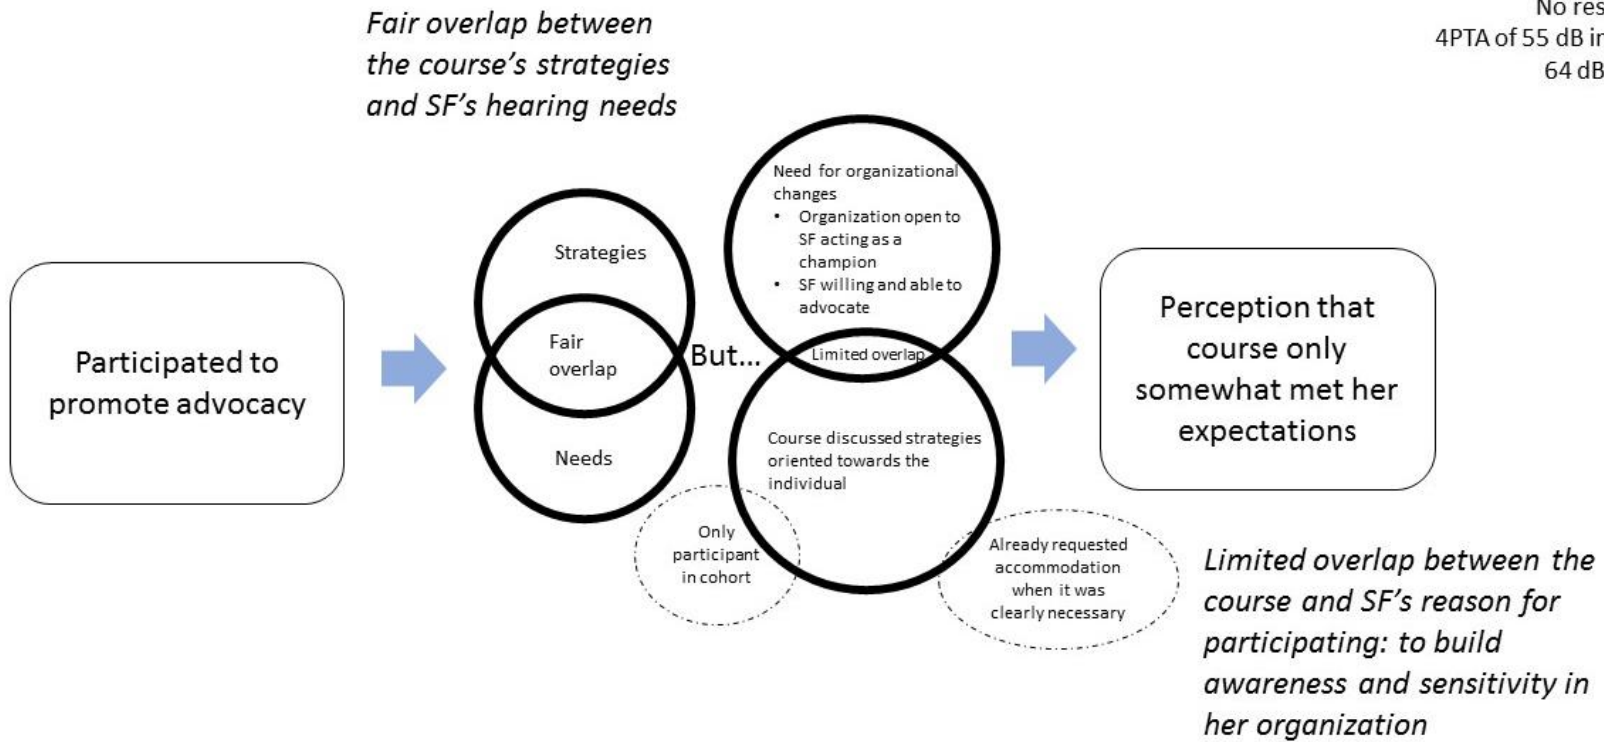 Fair overlap between
the course's strategies
and SF's hearing needs
No res
4PTA of 55 dB in
64 dB
Participated to
promote advocacy
Strategies
Fair
overlap
Needs
But...
Need for organizational
changes
• Organization open to
SF acting as a
champion
• SF willing and able to
advocate
Limited overlap
Course discussed strategies
oriented towards the
individual
Only
participant
in cohort
Already requested
accommodation
when it was
clearly necessary
Perception that
course only
somewhat met her
expectations
Limited overlap between the
course and SF's reason for
participating: to build
awareness and sensitivity in
her organization